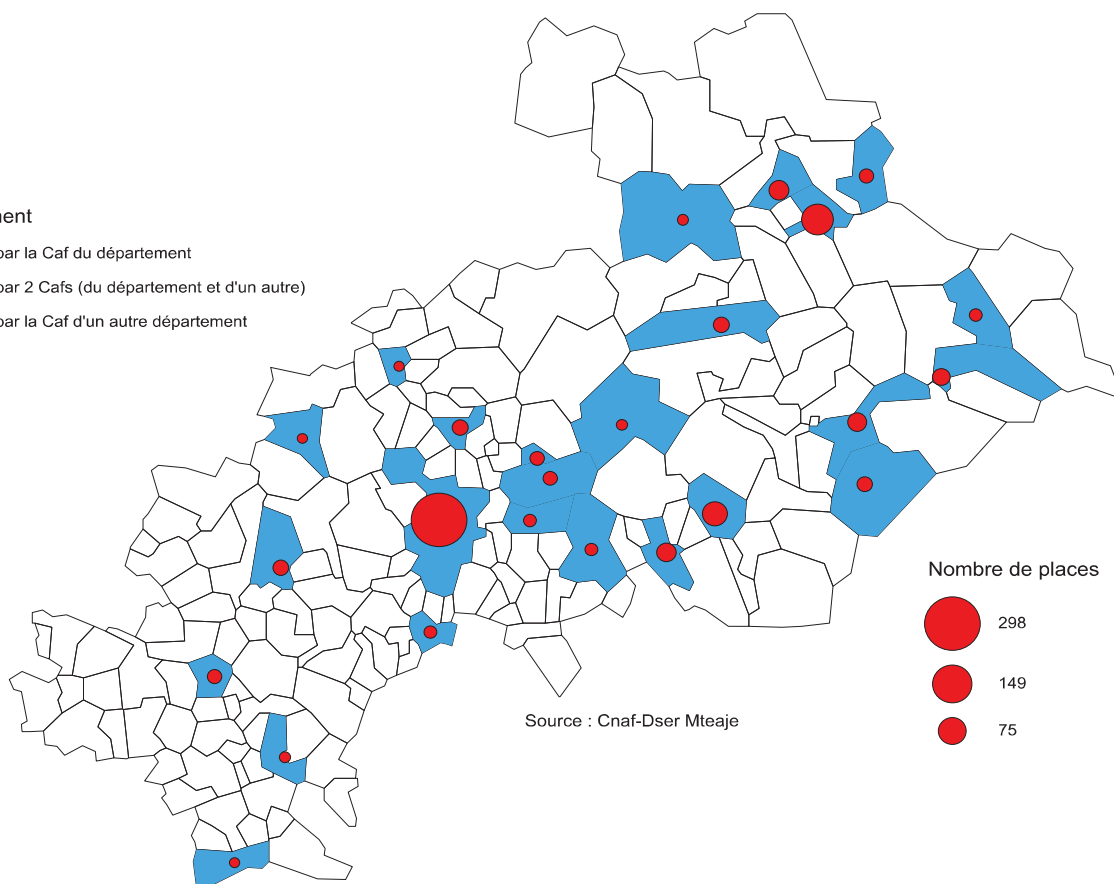 par la Caf du département
par 2 Cafs (du département et d'un autre)
par la Caf d'un autre département
Nombre de places
298
149
75
Source : Cnaf-Dser Mteaje